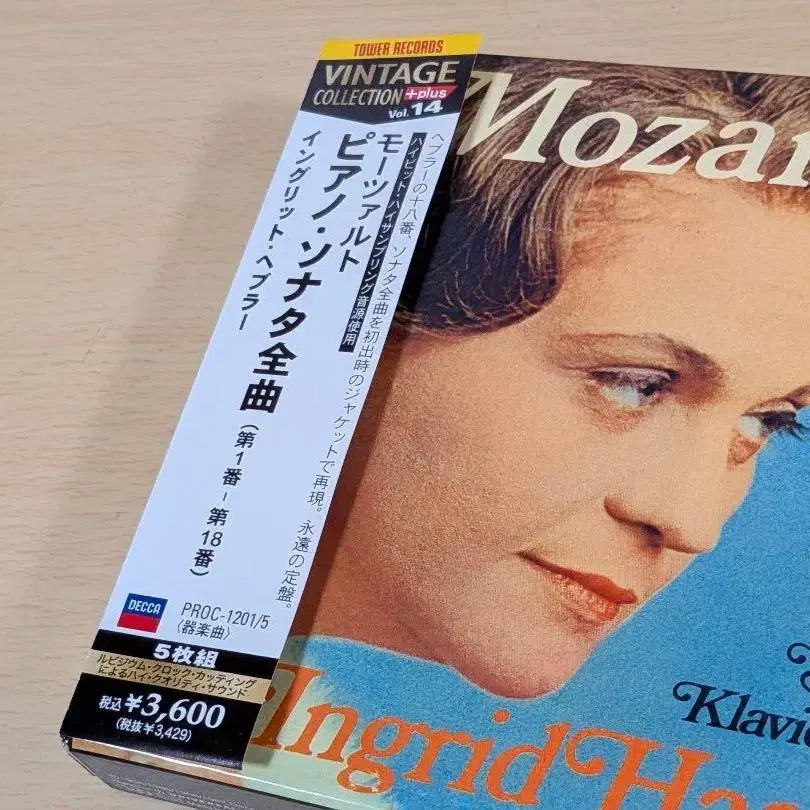 TOWER RECORDS
VINTAGE
COLLECTION +plus
Vol.14
ヘブラーの十八番、ソナタ全曲を初出時のジャケットで再現。永遠の定盤。
ハイビット・ハイサンプリング音源使用
モーツァルト
ピアノ・ソナタ全曲(第1番-第18番)
イングリット・ヘブラー
DECCA
PROC-1201/5
〈器楽曲〉
5枚組
ルビジウム・クロック・カッティング
によるハイ・クオリティ・サウンド
税込¥3,600
(税抜¥3,429)
Mozar
Klavie
Ingrid Hae